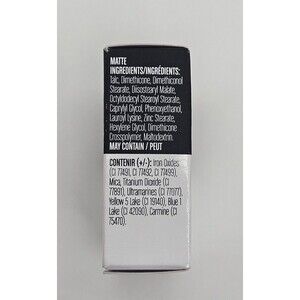 MATTE
INGREDIENTS/INGRÉDIENTS:
Talc, Dimethicone, Dimethiconol
Stearate, Diisostearyl Malate,
Octyldodecyl Stearoyl Stearate,
Caprylyl Glycol, Phenoxyethanol,
Lauroyl Lysine, Zinc Stearate,
Hexylene Glycol, Dimethicone
Crosspolymer, Maltodextrin.
MAY CONTAIN / PEUT
CONTENIR (+/-): Iron Oxides
(CI 77491, CI 77492, CI 77499),
Mica, Titanium Dioxide (CI
77891), Ultramarines (CI 77007),
Yellow 5 Lake (CI 19140), Blue 1
Lake (CI 42090), Carmine (CI
75470).